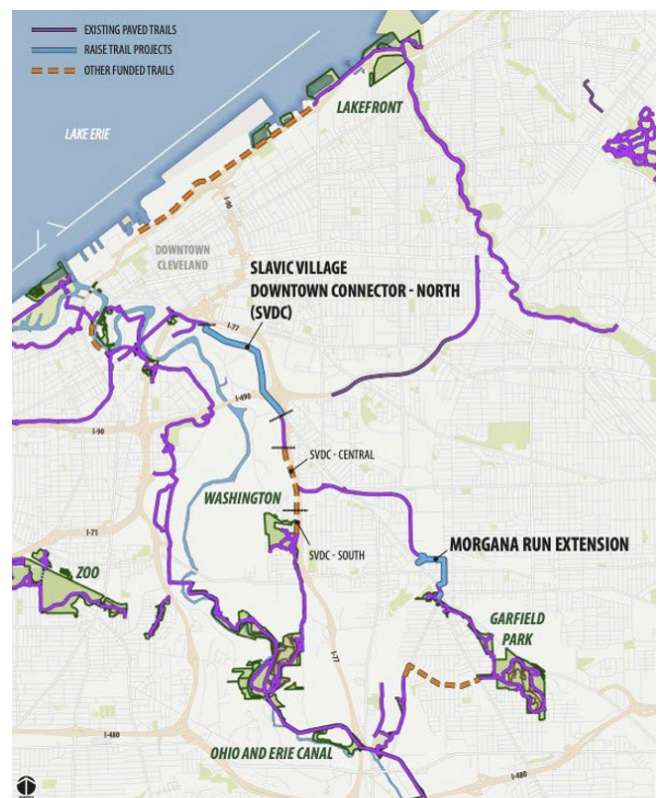 EXISTING PAVED TRAILS
RAISE TRAIL PROJECTS
OTHER FUNDED TRAILS
LAKEFRONT
LAKE ERIE
I-90
DOWNTOWN
CLEVELAND
SLAVIC VILLAGE
DOWNTOWN CONNECTOR - NORTH
(SVDC)
I-77
I-490
I-90
SVDC - CENTRAL
WASHINGTON
I-71
SVDC - SOUTH
MORGANA RUN EXTENSION
ZOO
GARFIELD
PARK
I-77
I-480
OHIO AND ERIE CANAL
I-480